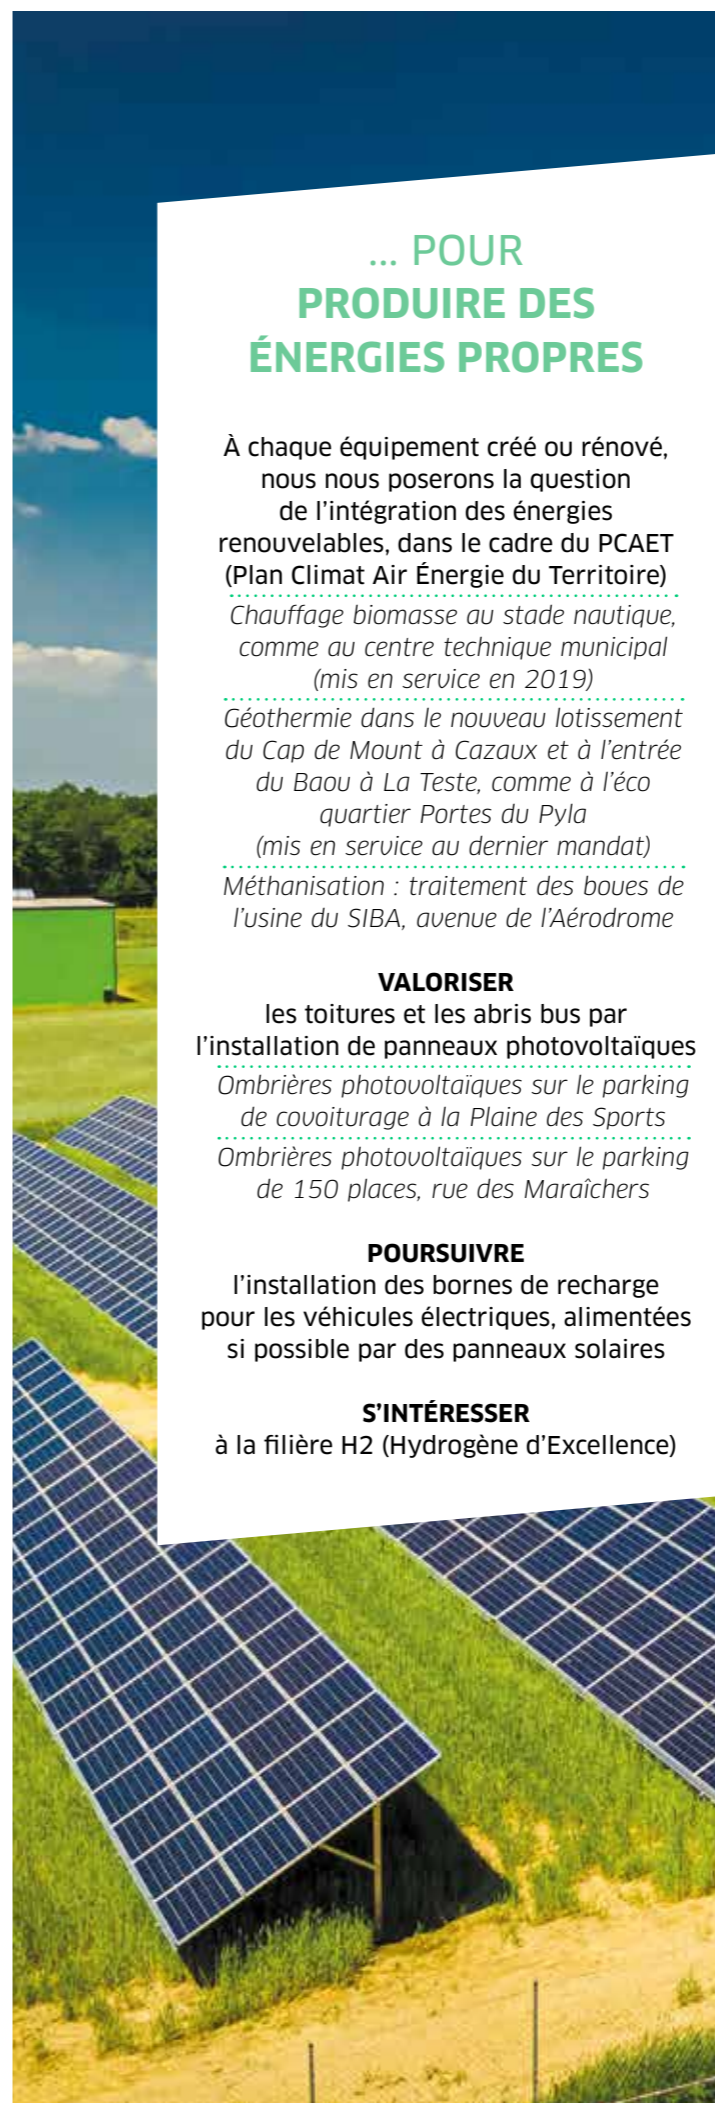 ... POUR
PRODUIRE DES
ÉNERGIES PROPRES
À chaque équipement créé ou rénové,
nous nous poserons la question
de l'intégration des énergies
renouvelables, dans le cadre du PCAET
(Plan Climat Air Énergie du Territoire)
Chauffage biomasse au stade nautique,
comme au centre technique municipal
(mis en service en 2019)
Géothermie dans le nouveau lotissement
du Cap de Mount à Cazaux et à l'entrée
du Baou à La Teste, comme à l'éco
quartier Portes du Pyla
(mis en service au dernier mandat)
Méthanisation : traitement des boues de
l'usine du SIBA, avenue de l'Aérodrome
VALORISER
les toitures et les abris bus par
l'installation de panneaux photovoltaïques
Ombrières photovoltaïques sur le parking
de covoiturage à la Plaine des Sports
Ombrières photovoltaïques sur le parking
de 150 places, rue des Maraîchers
POURSUIVRE
l'installation des bornes de recharge
pour les véhicules électriques, alimentées
si possible par des panneaux solaires
S'INTÉRESSER
à la filière H2 (Hydrogène d'Excellence)